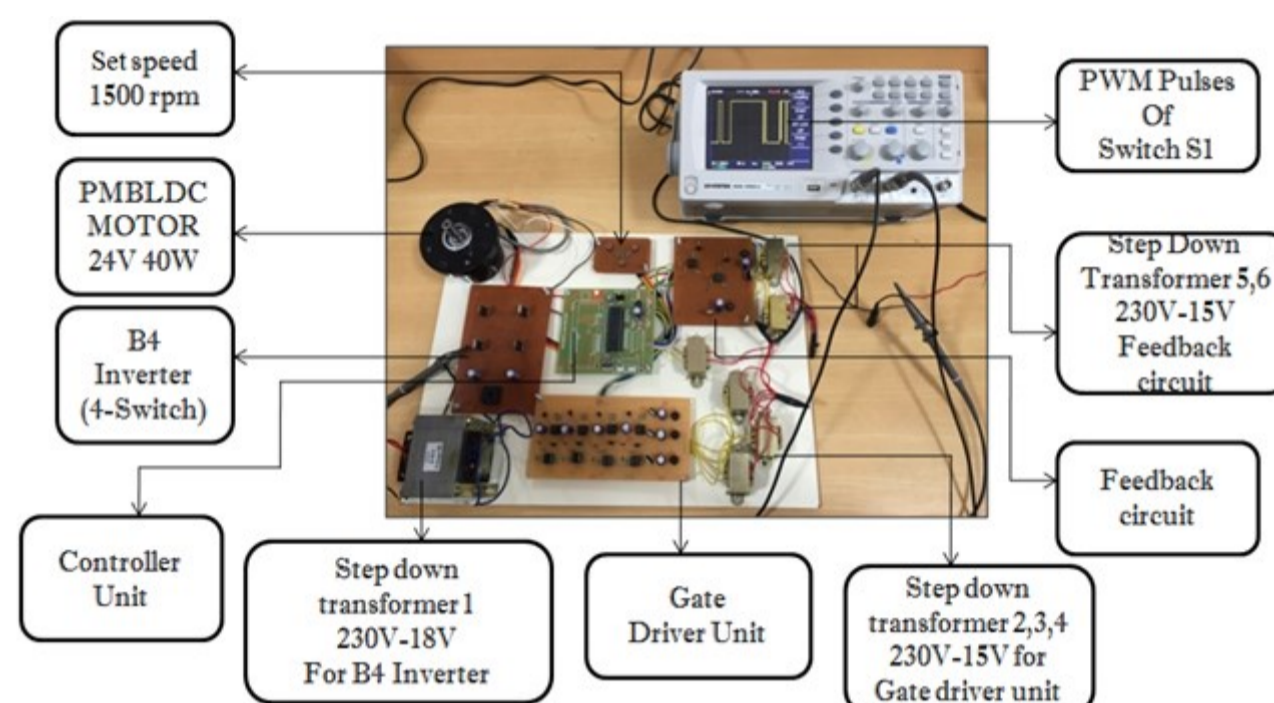 Set speed
1500 rpm
PMBLDC
MOTOR
24V 40W
B4
Inverter
(4-Switch)
Controller
Unit
Step down
transformer 1
230V-18V
For B4 Inverter
Gate
Driver Unit
Step down
transformer 2,3,4
230V-15V for
Gate driver unit
PWM Pulses
Of
Switch S1
Step Down
Transformer 5,6
230V-15V
Feedback
circuit
Feedback
circuit